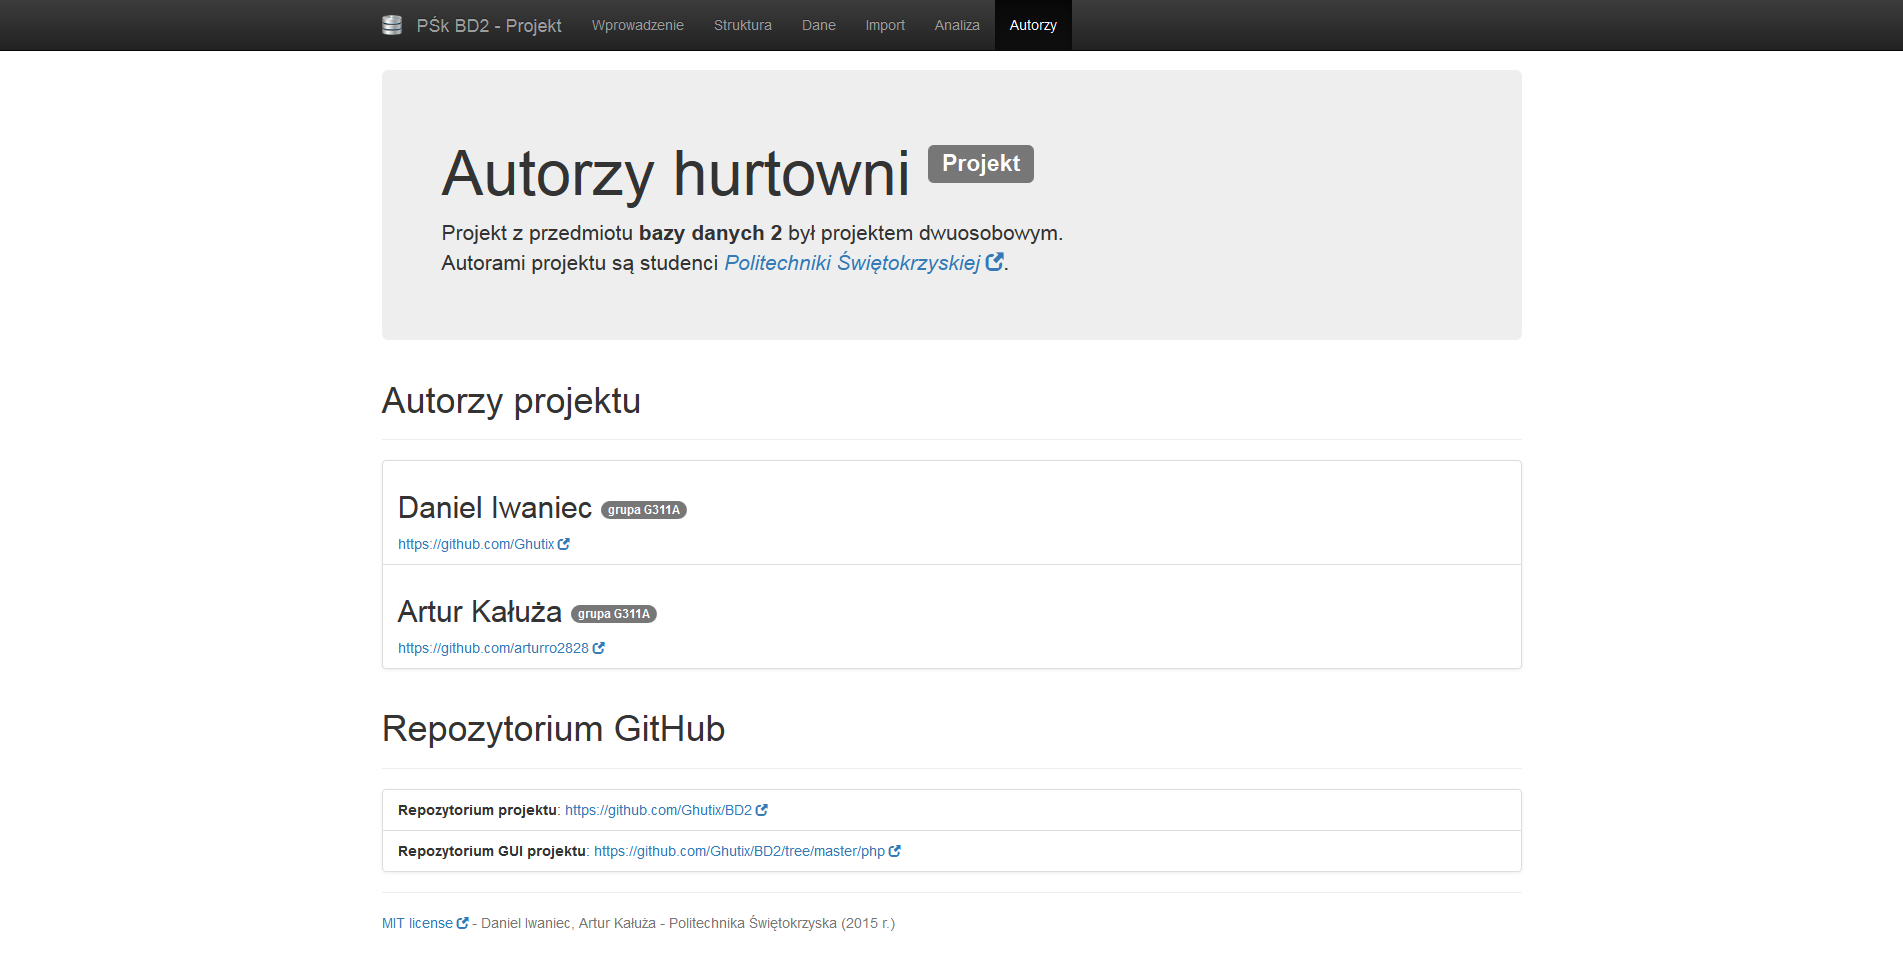 PŚk BD2 - Projekt Wprowadzenie Struktura Dane Import Analiza Autorzy
Autorzy hurtowni Projekt
Projekt z przedmiotu bazy danych 2 był projektem dwuosobowym.
Autorami projektu są studenci Politechniki Świętokrzyskiej.
Autorzy projektu
Daniel Iwaniec grupa G311A
https://github.com/Ghutix
Artur Kałuża grupa G311A
https://github.com/arturro2828
Repozytorium GitHub
Repozytorium projektu: https://github.com/Ghutix/BD2
Repozytorium GUI projektu: https://github.com/Ghutix/BD2/tree/master/php
MIT license - Daniel Iwaniec, Artur Kałuża - Politechnika Świętokrzyska (2015 r.)